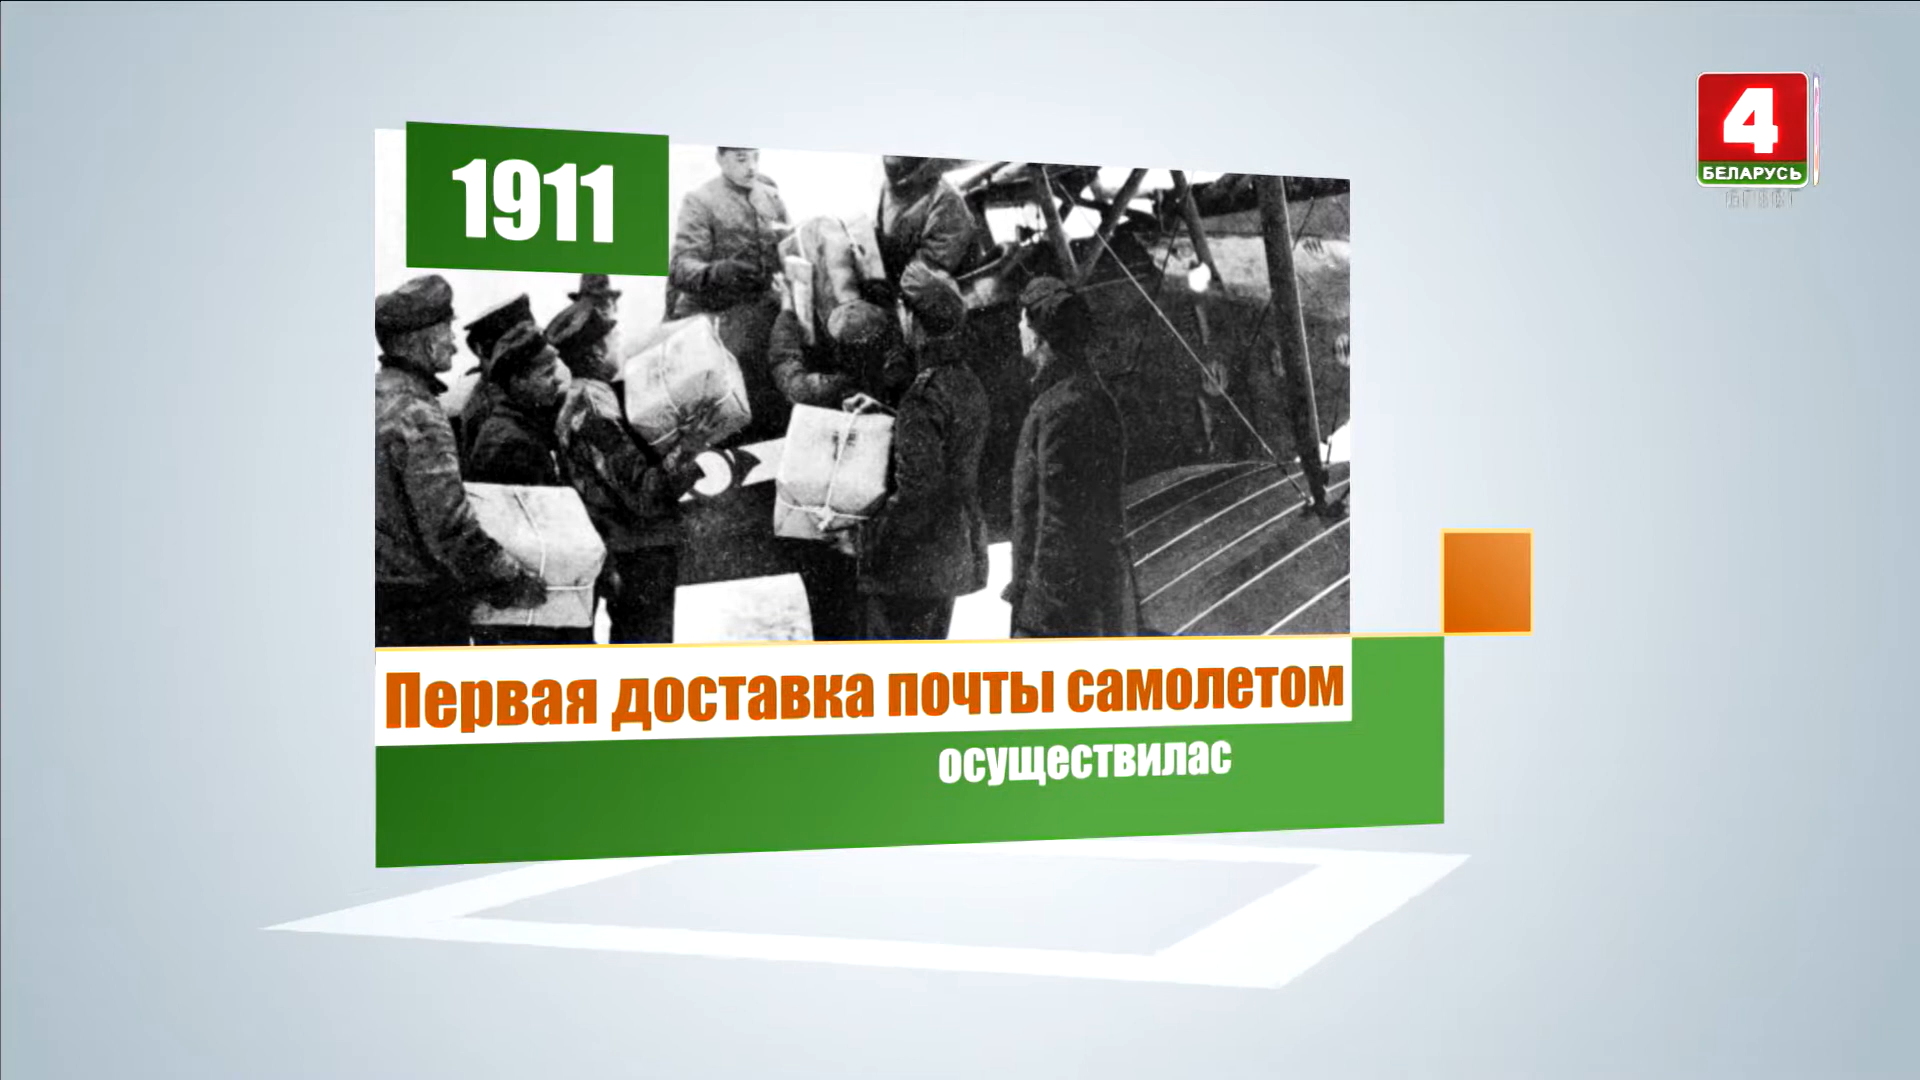 4
БЕЛАРУСЬ
1911
Первая доставка почты самолетом
осуществилас